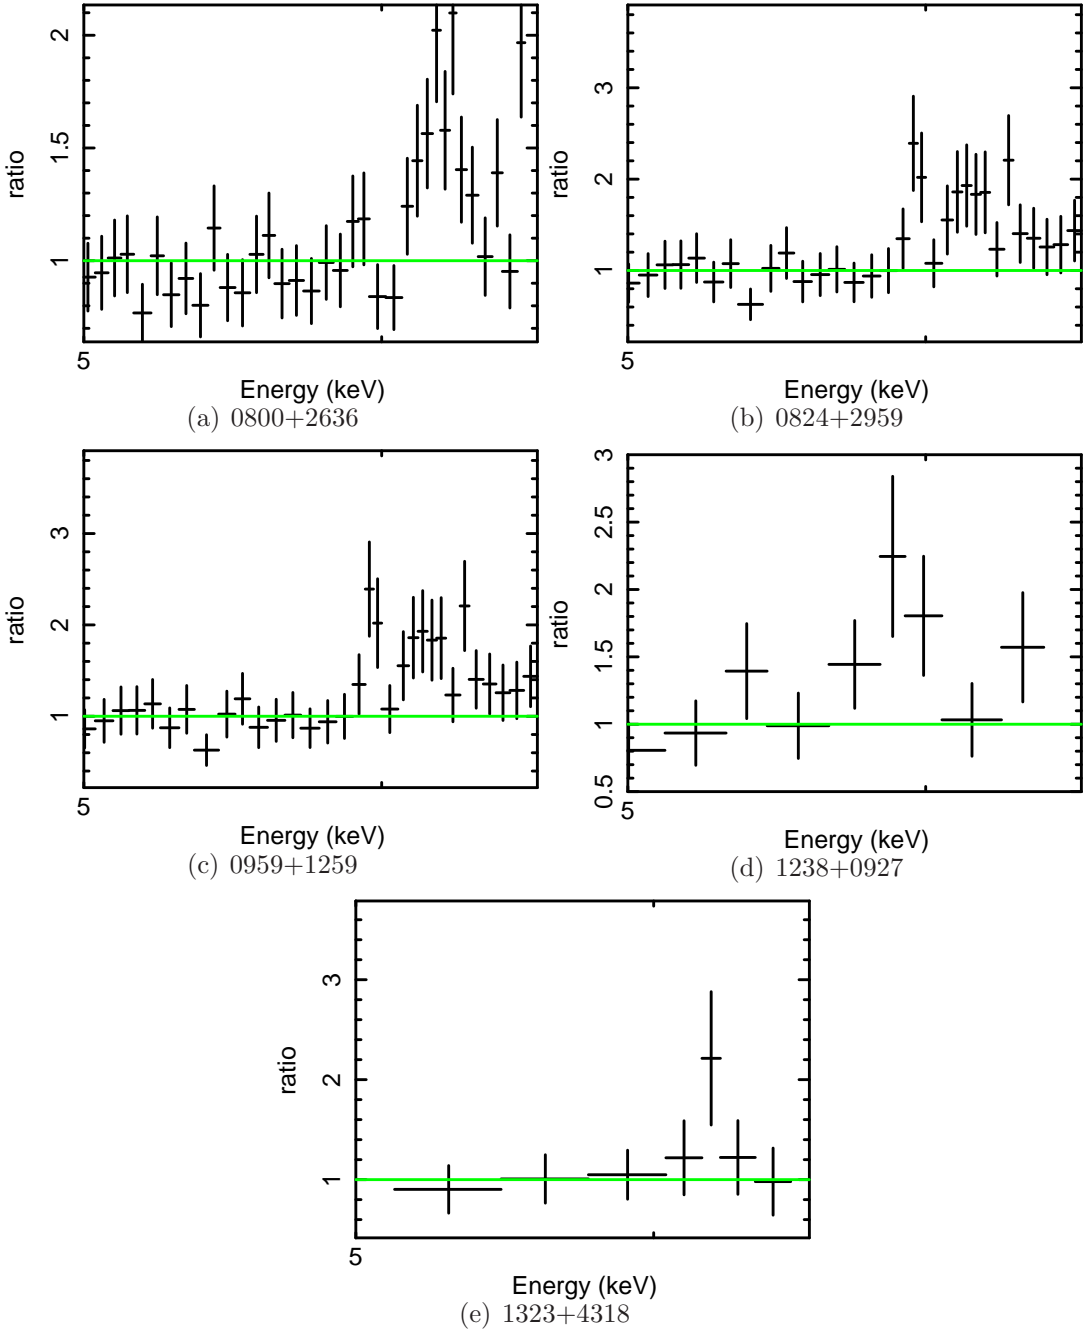 ratio
2
1.5
1
5
Energy (keV)
(a) 0800+2636
ratio
3
2
1
5
Energy (keV)
(b) 0824+2959
ratio
3
2
1
5
Energy (keV)
(c) 0959+1259
ratio
3
2.5
2
1.5
1
0.5
5
Energy (keV)
(d) 1238+0927
ratio
3
2
1
5
Energy (keV)
(e) 1323+4318